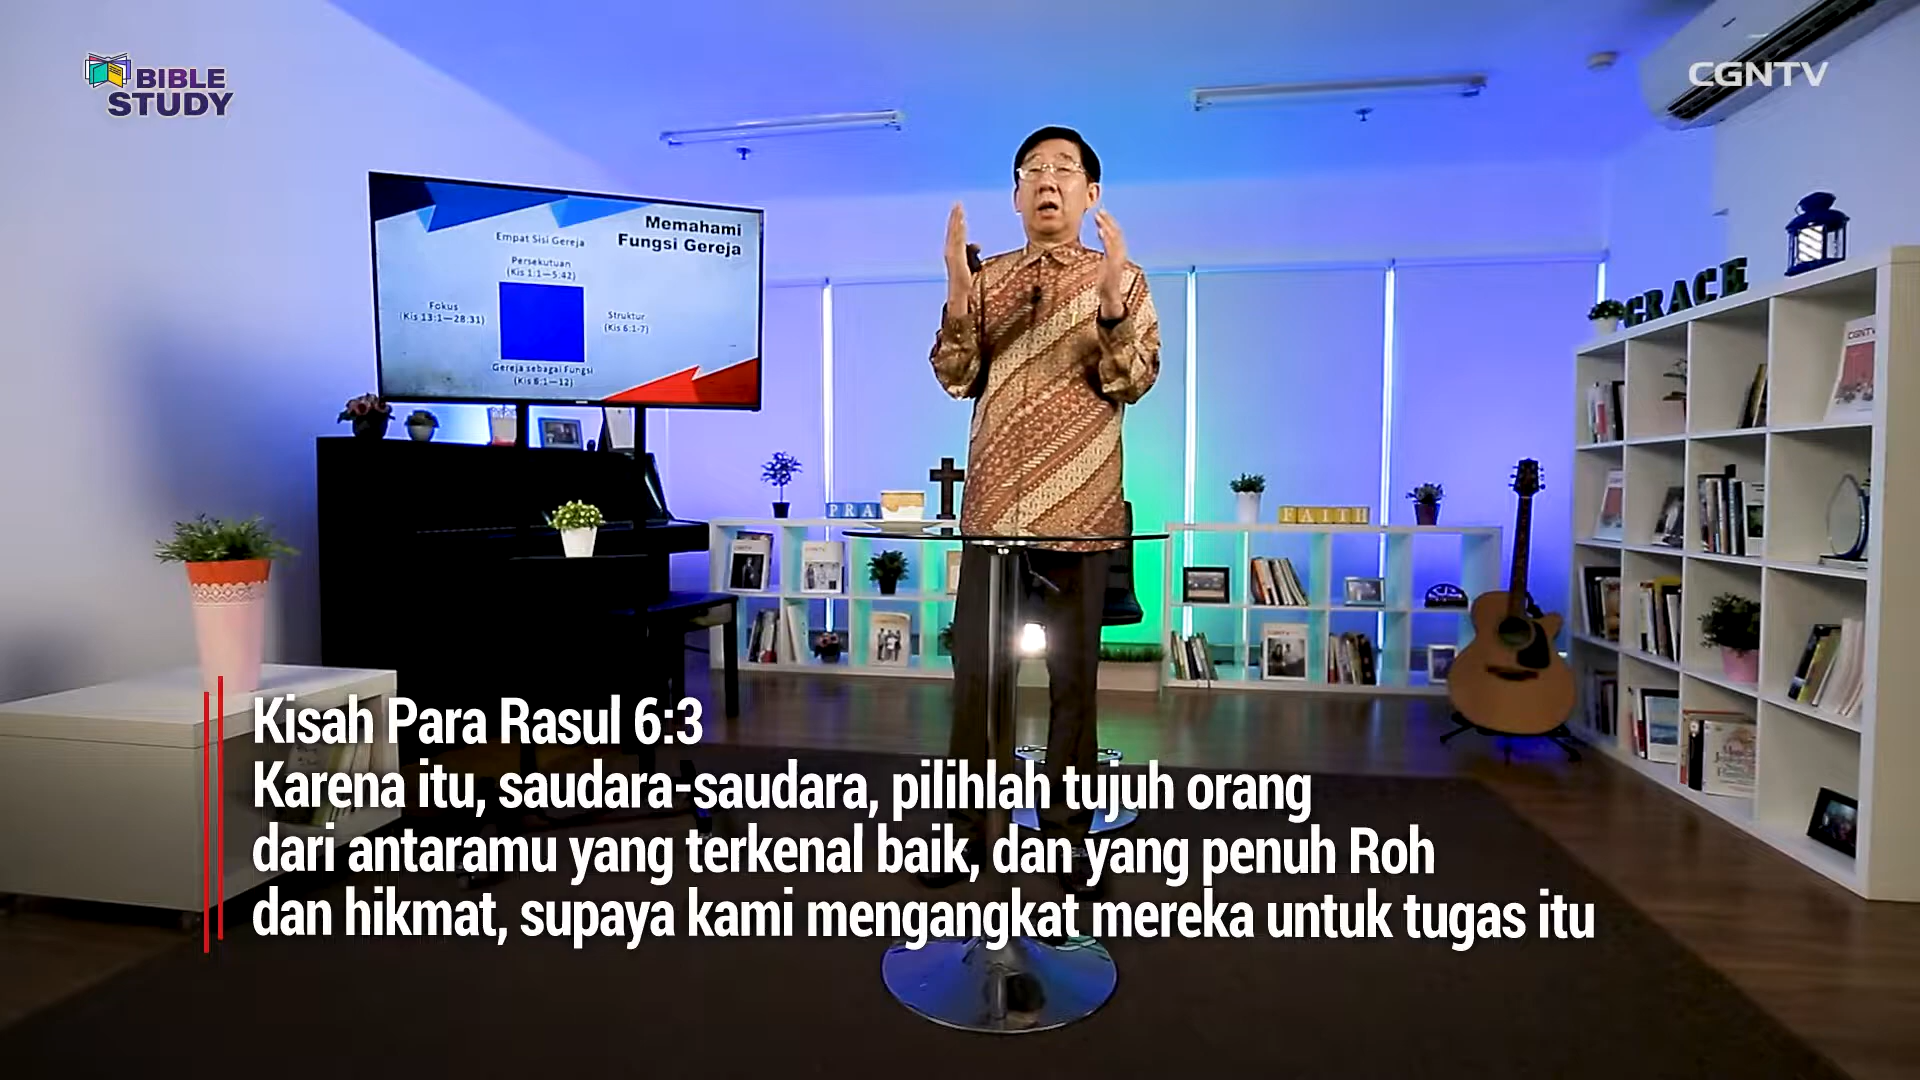 BIBLE
STUDY
CGNTV
Memahami
Fungsi Gereja
Empat Sisi Gereja
Persekutuan
(Kis 1:1—5:42)
Fokus
(Kis 13:1—28:31)
Struktur
(Kis 6:1-7)
Gereja sebagai Fungsi
(Kis 8:1—12)
GRACE
PRA
FAITH
CGNTV
CGNTV
Kisah Para Rasul 6:3
Karena itu, saudara-saudara, pilihlah tujuh orang
dari antaramu yang terkenal baik, dan yang penuh Roh
dan hikmat, supaya kami mengangkat mereka untuk tugas itu